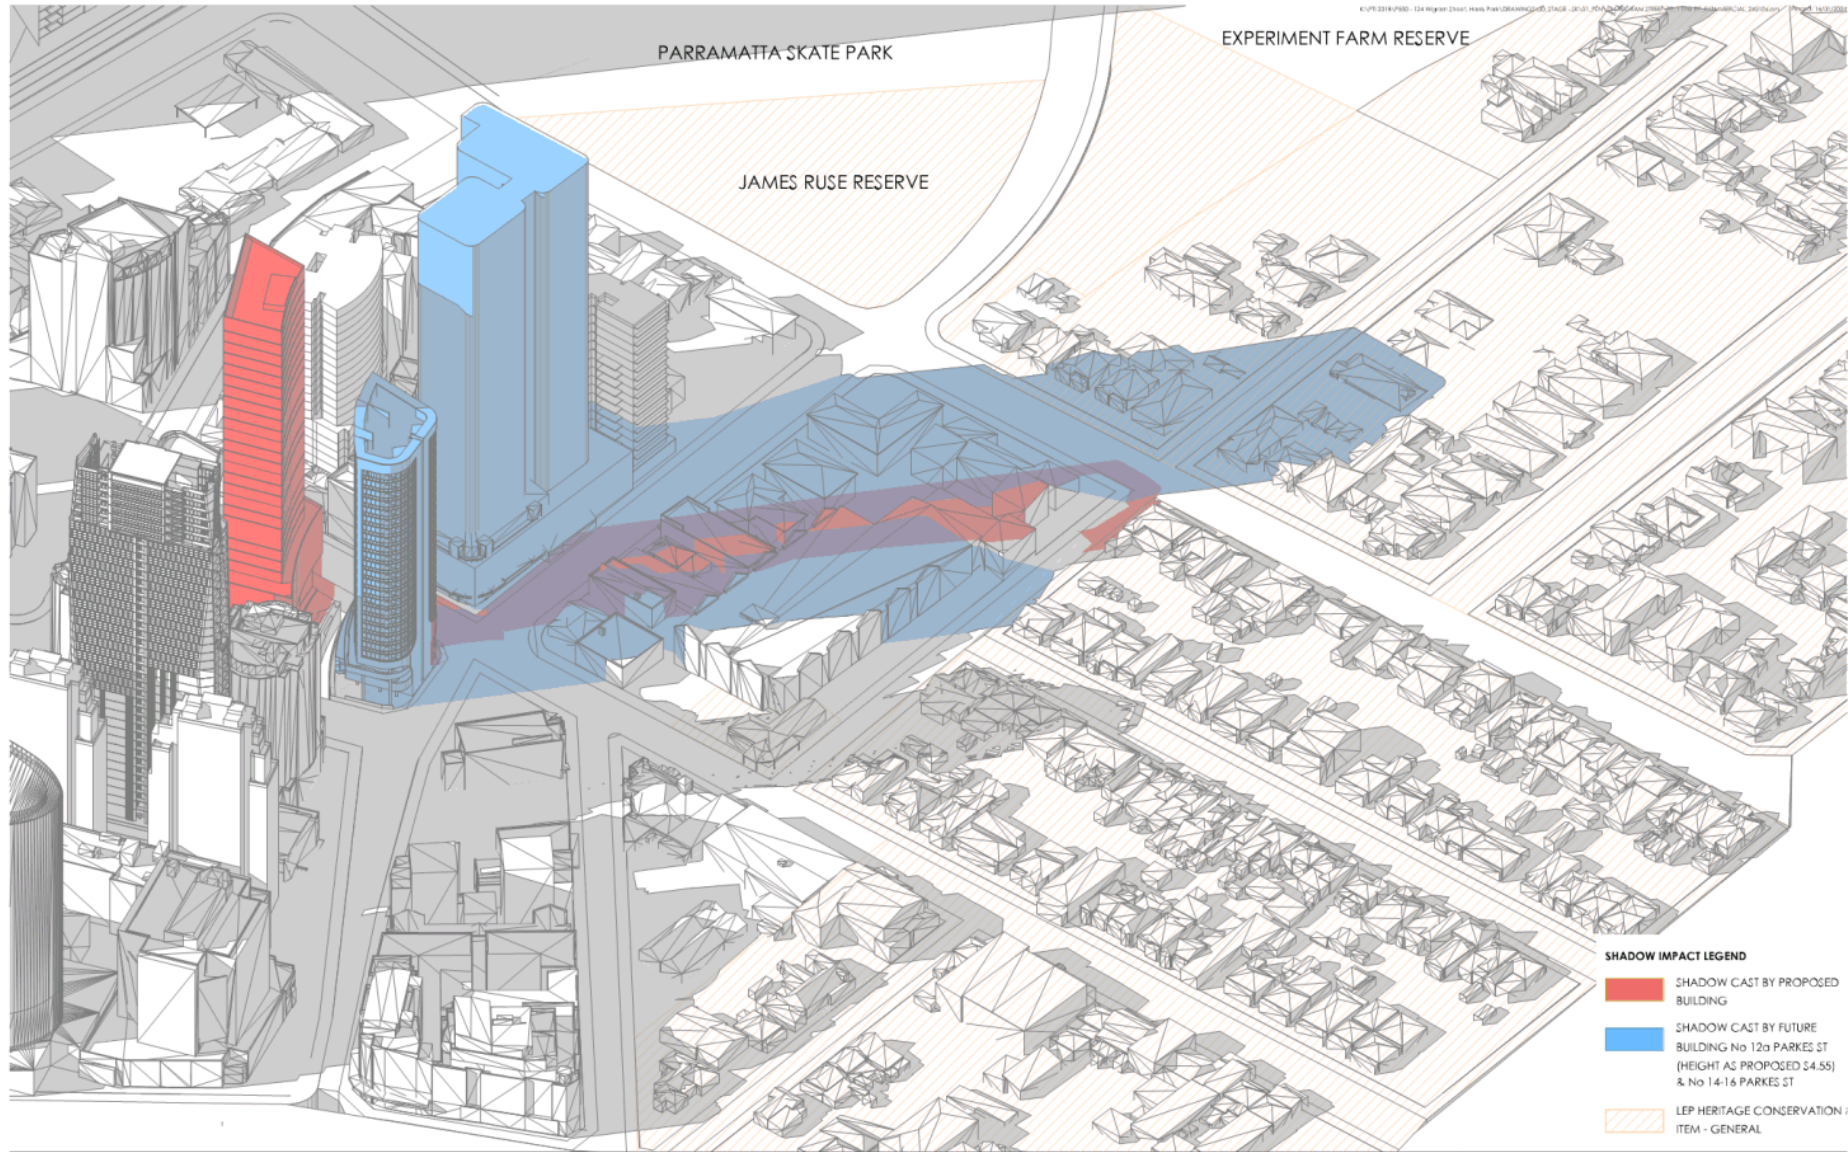 PARRAMATTA SKATE PARK
EXPERIMENT FARM RESERVE
JAMES RUSE RESERVE
SHADOW IMPACT LEGEND
SHADOW CAST BY PROPOSED
BUILDING
SHADOW CAST BY FUTURE
BUILDING No 12a PARKES ST
(HEIGHT AS PROPOSED S4.55)
& No 14-16 PARKES ST
LEP HERITAGE CONSERVATION
ITEM - GENERAL